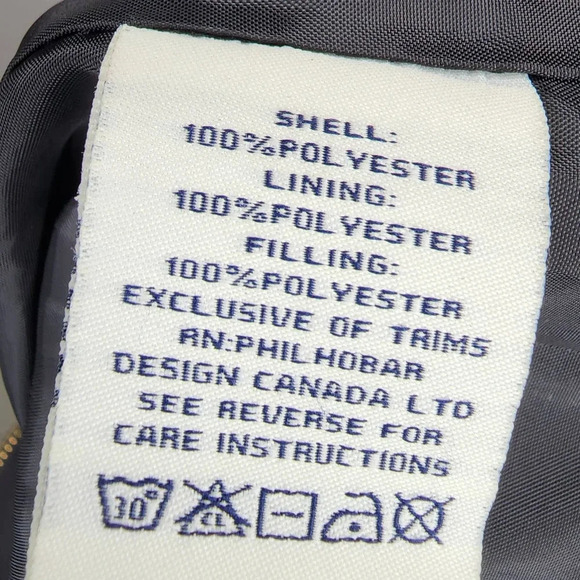 SHELL:
100%POLYESTER
LINING:
100%POLYESTER
FILLING:
100%POLYESTER
EXCLUSIVE OF TRIMS
RN:PHILHOBAR
DESIGN CANADA LTD
SEE REVERSE FOR
CARE INSTRUCTIONS
30° CL